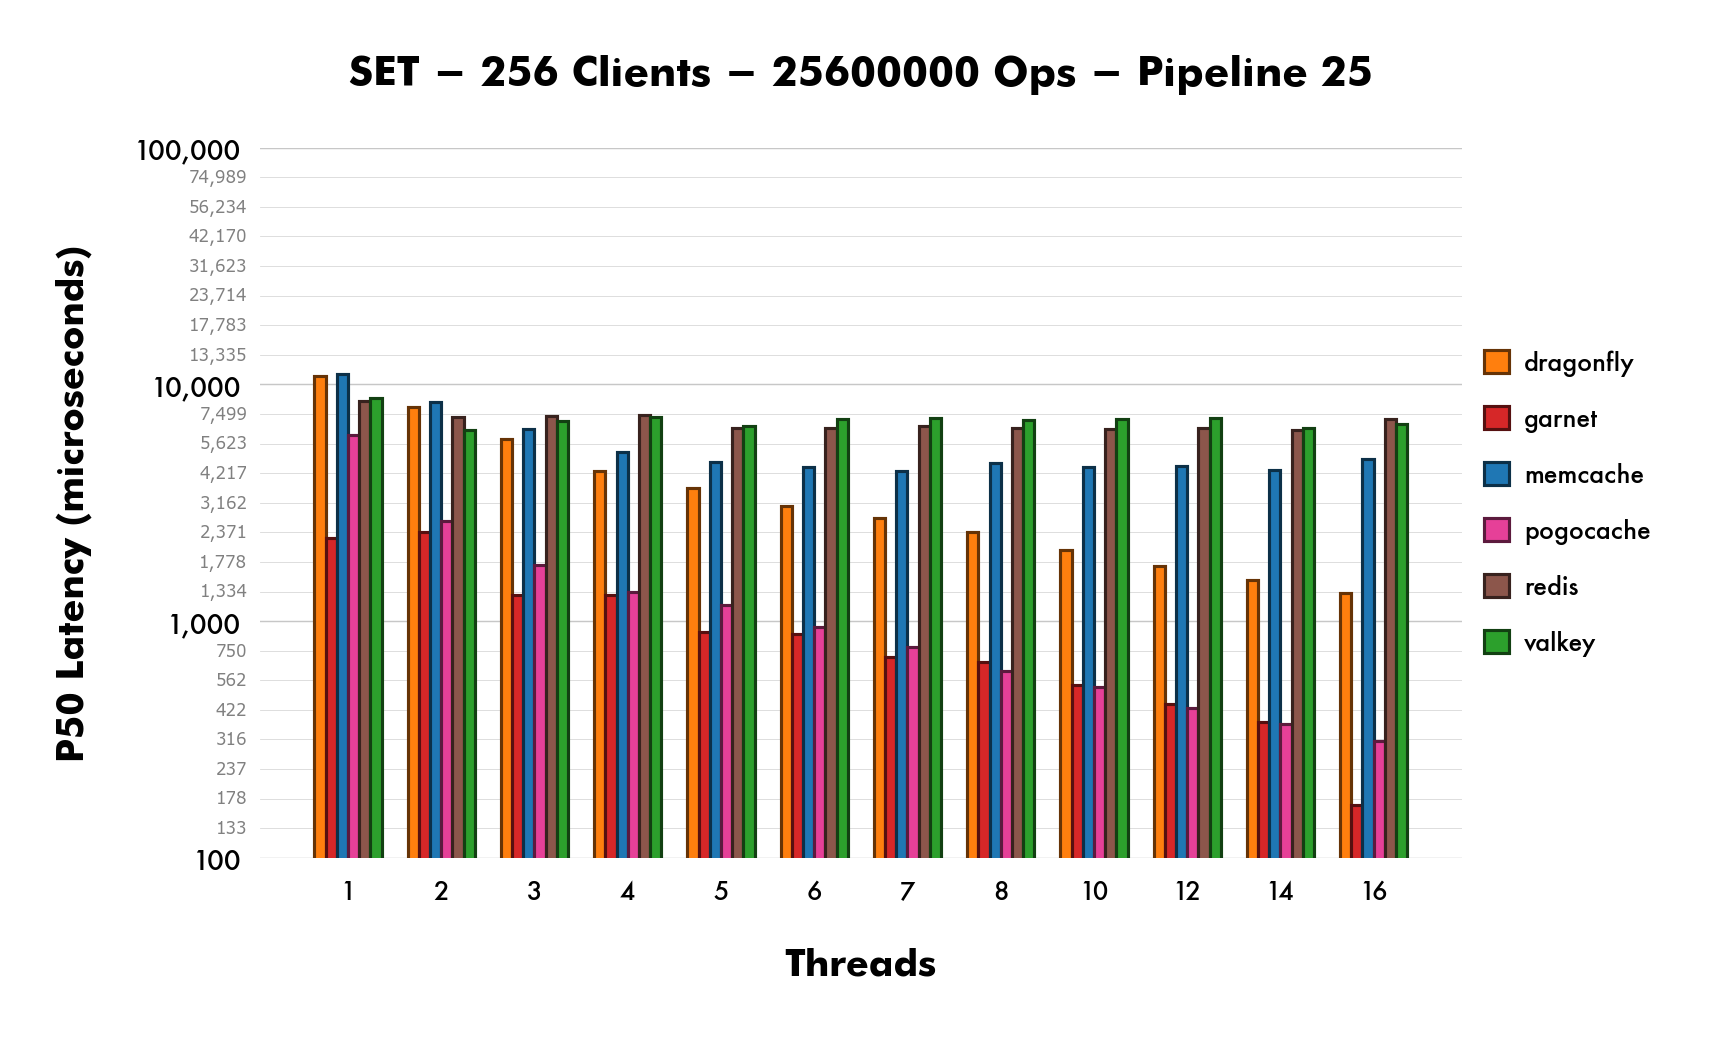 SET – 256 Clients – 25600000 Ops – Pipeline 25
P50 Latency (microseconds)
100,000
74,989
56,234
42,170
31,623
23,714
17,783
13,335
10,000
7,499
5,623
4,217
3,162
2,371
1,778
1,334
1,000
750
562
422
316
237
178
133
100
1 2 3 4 5 6 7 8 10 12 14 16
Threads
dragonfly
garnet
memcache
pogocache
redis
valkey